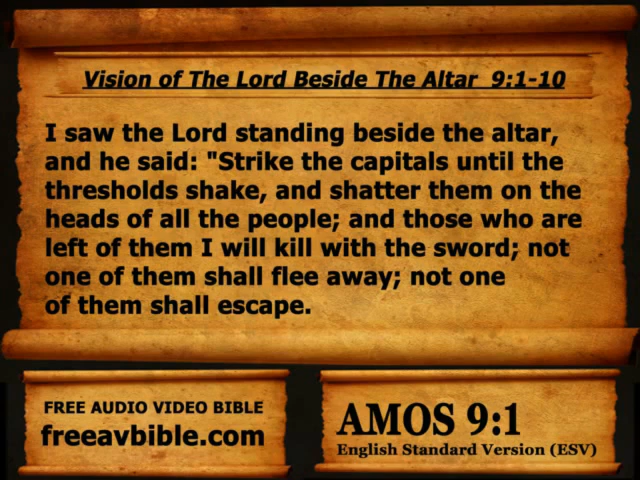 Vision of The Lord Beside The Altar  9:1-10
I saw the Lord standing beside the altar,
and he said: "Strike the capitals until the
thresholds shake, and shatter them on the
heads of all the people; and those who are
left of them I will kill with the sword; not
one of them shall flee away; not one
of them shall escape.
FREE AUDIO VIDEO BIBLE
freeavbible.com
AMOS 9:1
English Standard Version (ESV)